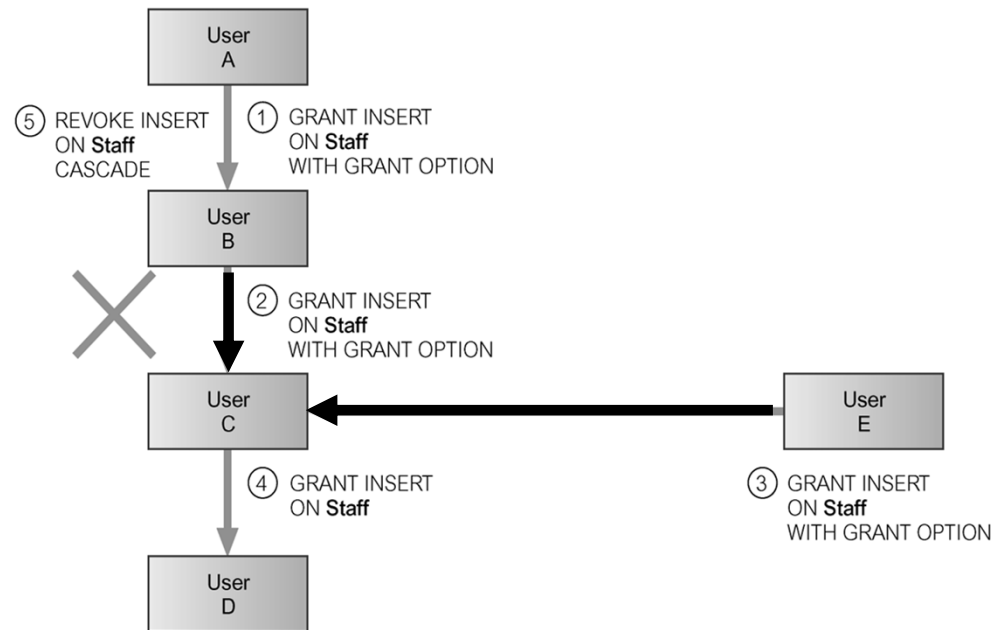 User
A
⑤ REVOKE INSERT
ON Staff
CASCADE
① GRANT INSERT
ON Staff
WITH GRANT OPTION
User
B
② GRANT INSERT
ON Staff
WITH GRANT OPTION
User
C
User
E
④ GRANT INSERT
ON Staff
③ GRANT INSERT
ON Staff
WITH GRANT OPTION
User
D